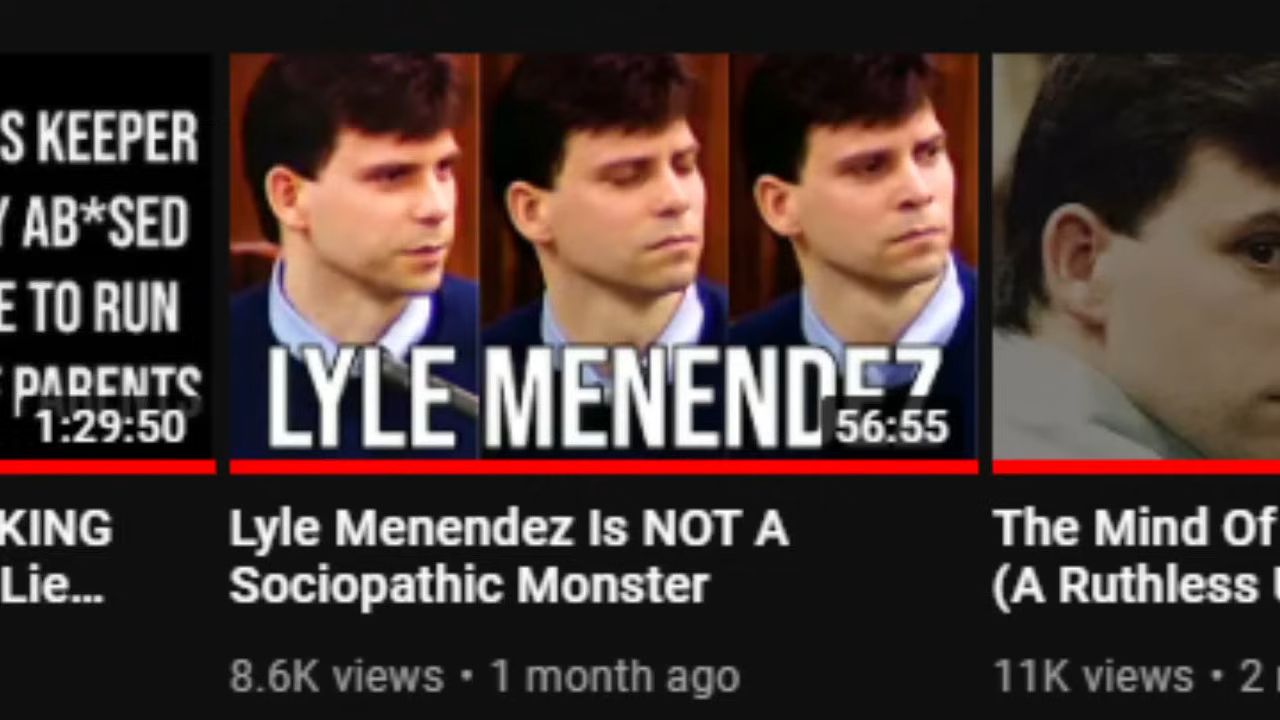 S KEEPER
Y AB*SED
E TO RUN
PARENTS
1:29:50
KING
Lie...
LYLE MENENDEZ
56:55
Lyle Menendez Is NOT A
Sociopathic Monster
8.6K views • 1 month ago
The Mind Of
(A Ruthless
11K views • 2